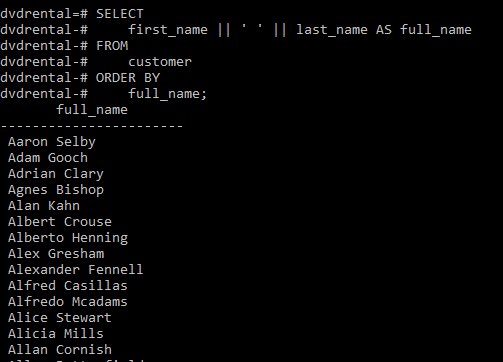 dvdrental=# SELECT
dvdrental-#     first_name || ' ' || last_name AS full_name
dvdrental-# FROM
dvdrental-#     customer
dvdrental-# ORDER BY
dvdrental-#     full_name;
       full_name
-----------------------
 Aaron Selby
 Adam Gooch
 Adrian Clary
 Agnes Bishop
 Alan Kahn
 Albert Crouse
 Alberto Henning
 Alex Gresham
 Alexander Fennell
 Alfred Casillas
 Alfredo Mcadams
 Alice Stewart
 Alicia Mills
 Allan Cornish